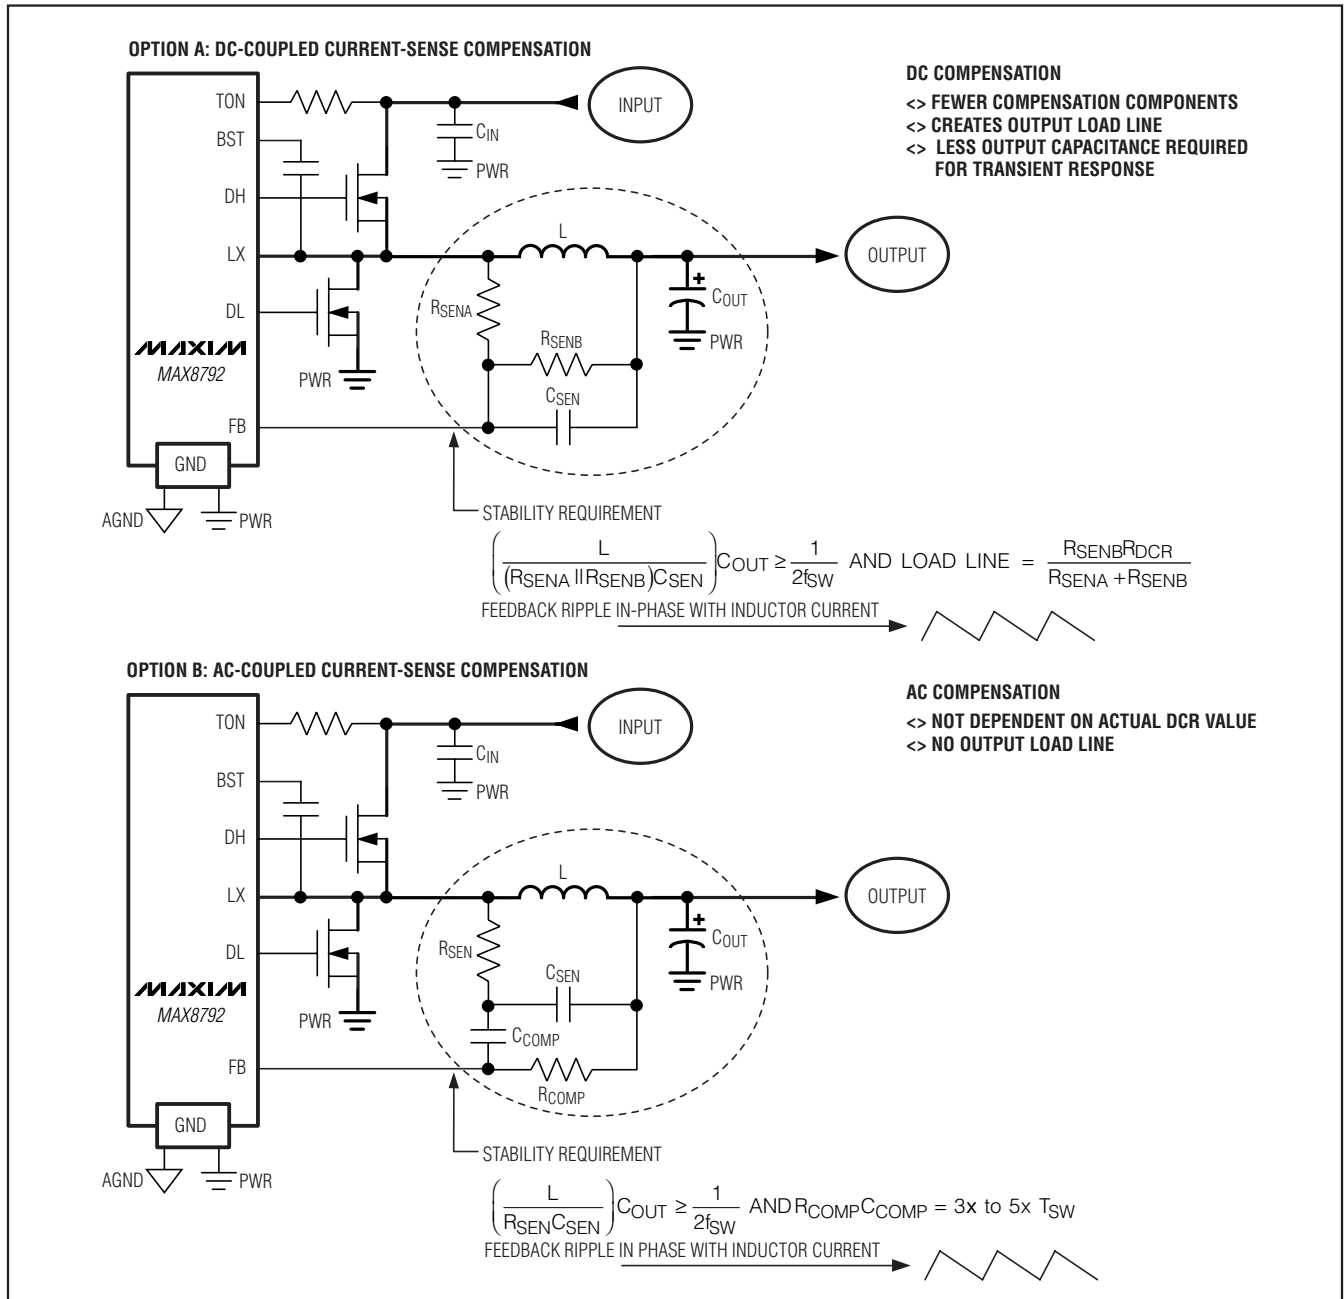 OPTION A: DC-COUPLED CURRENT-SENSE COMPENSATION
DC COMPENSATION
<> FEWER COMPENSATION COMPONENTS
<> CREATES OUTPUT LOAD LINE
<> LESS OUTPUT CAPACITANCE REQUIRED
FOR TRANSIENT RESPONSE
TON
INPUT
CIN
BST
PWR
DH
L
LX
OUTPUT
RSENA
COUT
DL
RSENB
PWR
MAXIM
MAX8792
PWR
CSEN
FB
GND
AGND
PWR
STABILITY REQUIREMENT
(L / ((RSENA II RSENB)CSEN)) COUT ≥ 1 / 2fSW AND LOAD LINE = RSENBRDCR / (RSENA + RSENB)
FEEDBACK RIPPLE IN-PHASE WITH INDUCTOR CURRENT
OPTION B: AC-COUPLED CURRENT-SENSE COMPENSATION
AC COMPENSATION
<> NOT DEPENDENT ON ACTUAL DCR VALUE
<> NO OUTPUT LOAD LINE
TON
INPUT
CIN
BST
PWR
DH
L
LX
OUTPUT
RSEN
COUT
DL
CSEN
PWR
MAXIM
MAX8792
PWR
CCOMP
FB
RCOMP
GND
AGND
PWR
STABILITY REQUIREMENT
(L / (RSENCSEN)) COUT ≥ 1 / 2fSW AND RCOMPCCOMP = 3x to 5x TSW
FEEDBACK RIPPLE IN PHASE WITH INDUCTOR CURRENT